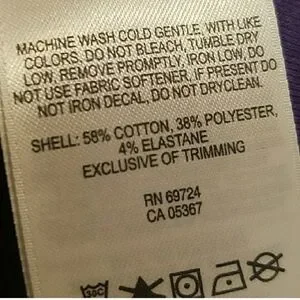 MACHINE WASH COLD GENTLE, WITH LIKE
COLORS, DO NOT BLEACH, TUMBLE DRY
LOW, REMOVE PROMPTLY, IRON LOW, DO
NOT USE FABRIC SOFTENER, IF PRESENT DO
NOT IRON DECAL, DO NOT DRYCLEAN.
SHELL: 58% COTTON, 38% POLYESTER,
4% ELASTANE
EXCLUSIVE OF TRIMMING
RN 69724
CA 05367
30C